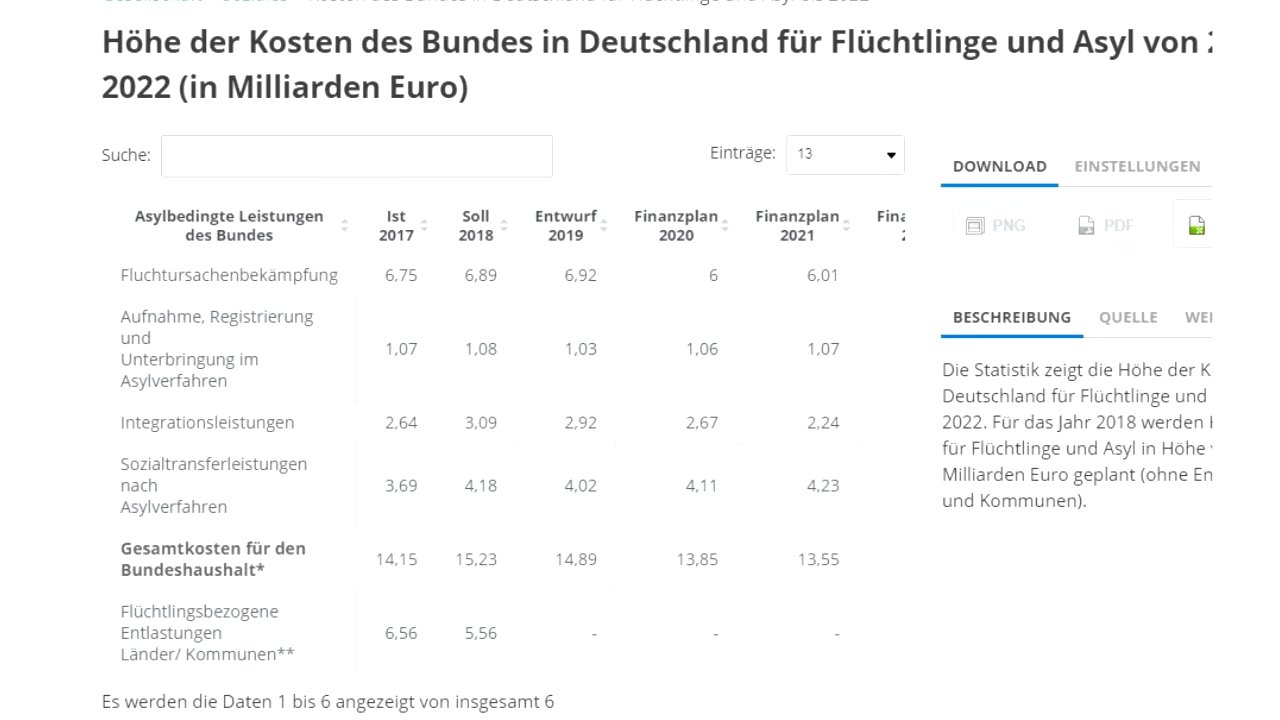 Höhe der Kosten des Bundes in Deutschland für Flüchtlinge und Asyl von
2022 (in Milliarden Euro)
Suche:
Einträge: 13
DOWNLOAD EINSTELLUNGEN
PNG PDF
Asylbedingte Leistungen des Bundes Ist 2017 Soll 2018 Entwurf 2019 Finanzplan 2020 Finanzplan 2021
Fluchtursachenbekämpfung 6,75 6,89 6,92 6 6,01
Aufnahme, Registrierung
und
Unterbringung im
Asylverfahren
1,07 1,08 1,03 1,06 1,07
Integrationsleistungen 2,64 3,09 2,92 2,67 2,24
Sozialtransferleistungen
nach
Asylverfahren
3,69 4,18 4,02 4,11 4,23
Gesamtkosten für den
Bundeshaushalt*
14,15 15,23 14,89 13,85 13,55
Flüchtlingsbezogene
Entlastungen
Länder/ Kommunen**
6,56 5,56 - - -
Es werden die Daten 1 bis 6 angezeigt von insgesamt 6
BESCHREIBUNG QUELLE
Die Statistik zeigt die Höhe der
Deutschland für Flüchtlinge und
2022. Für das Jahr 2018 werden
für Flüchtlinge und Asyl in Höhe
Milliarden Euro geplant (ohne
und Kommunen).